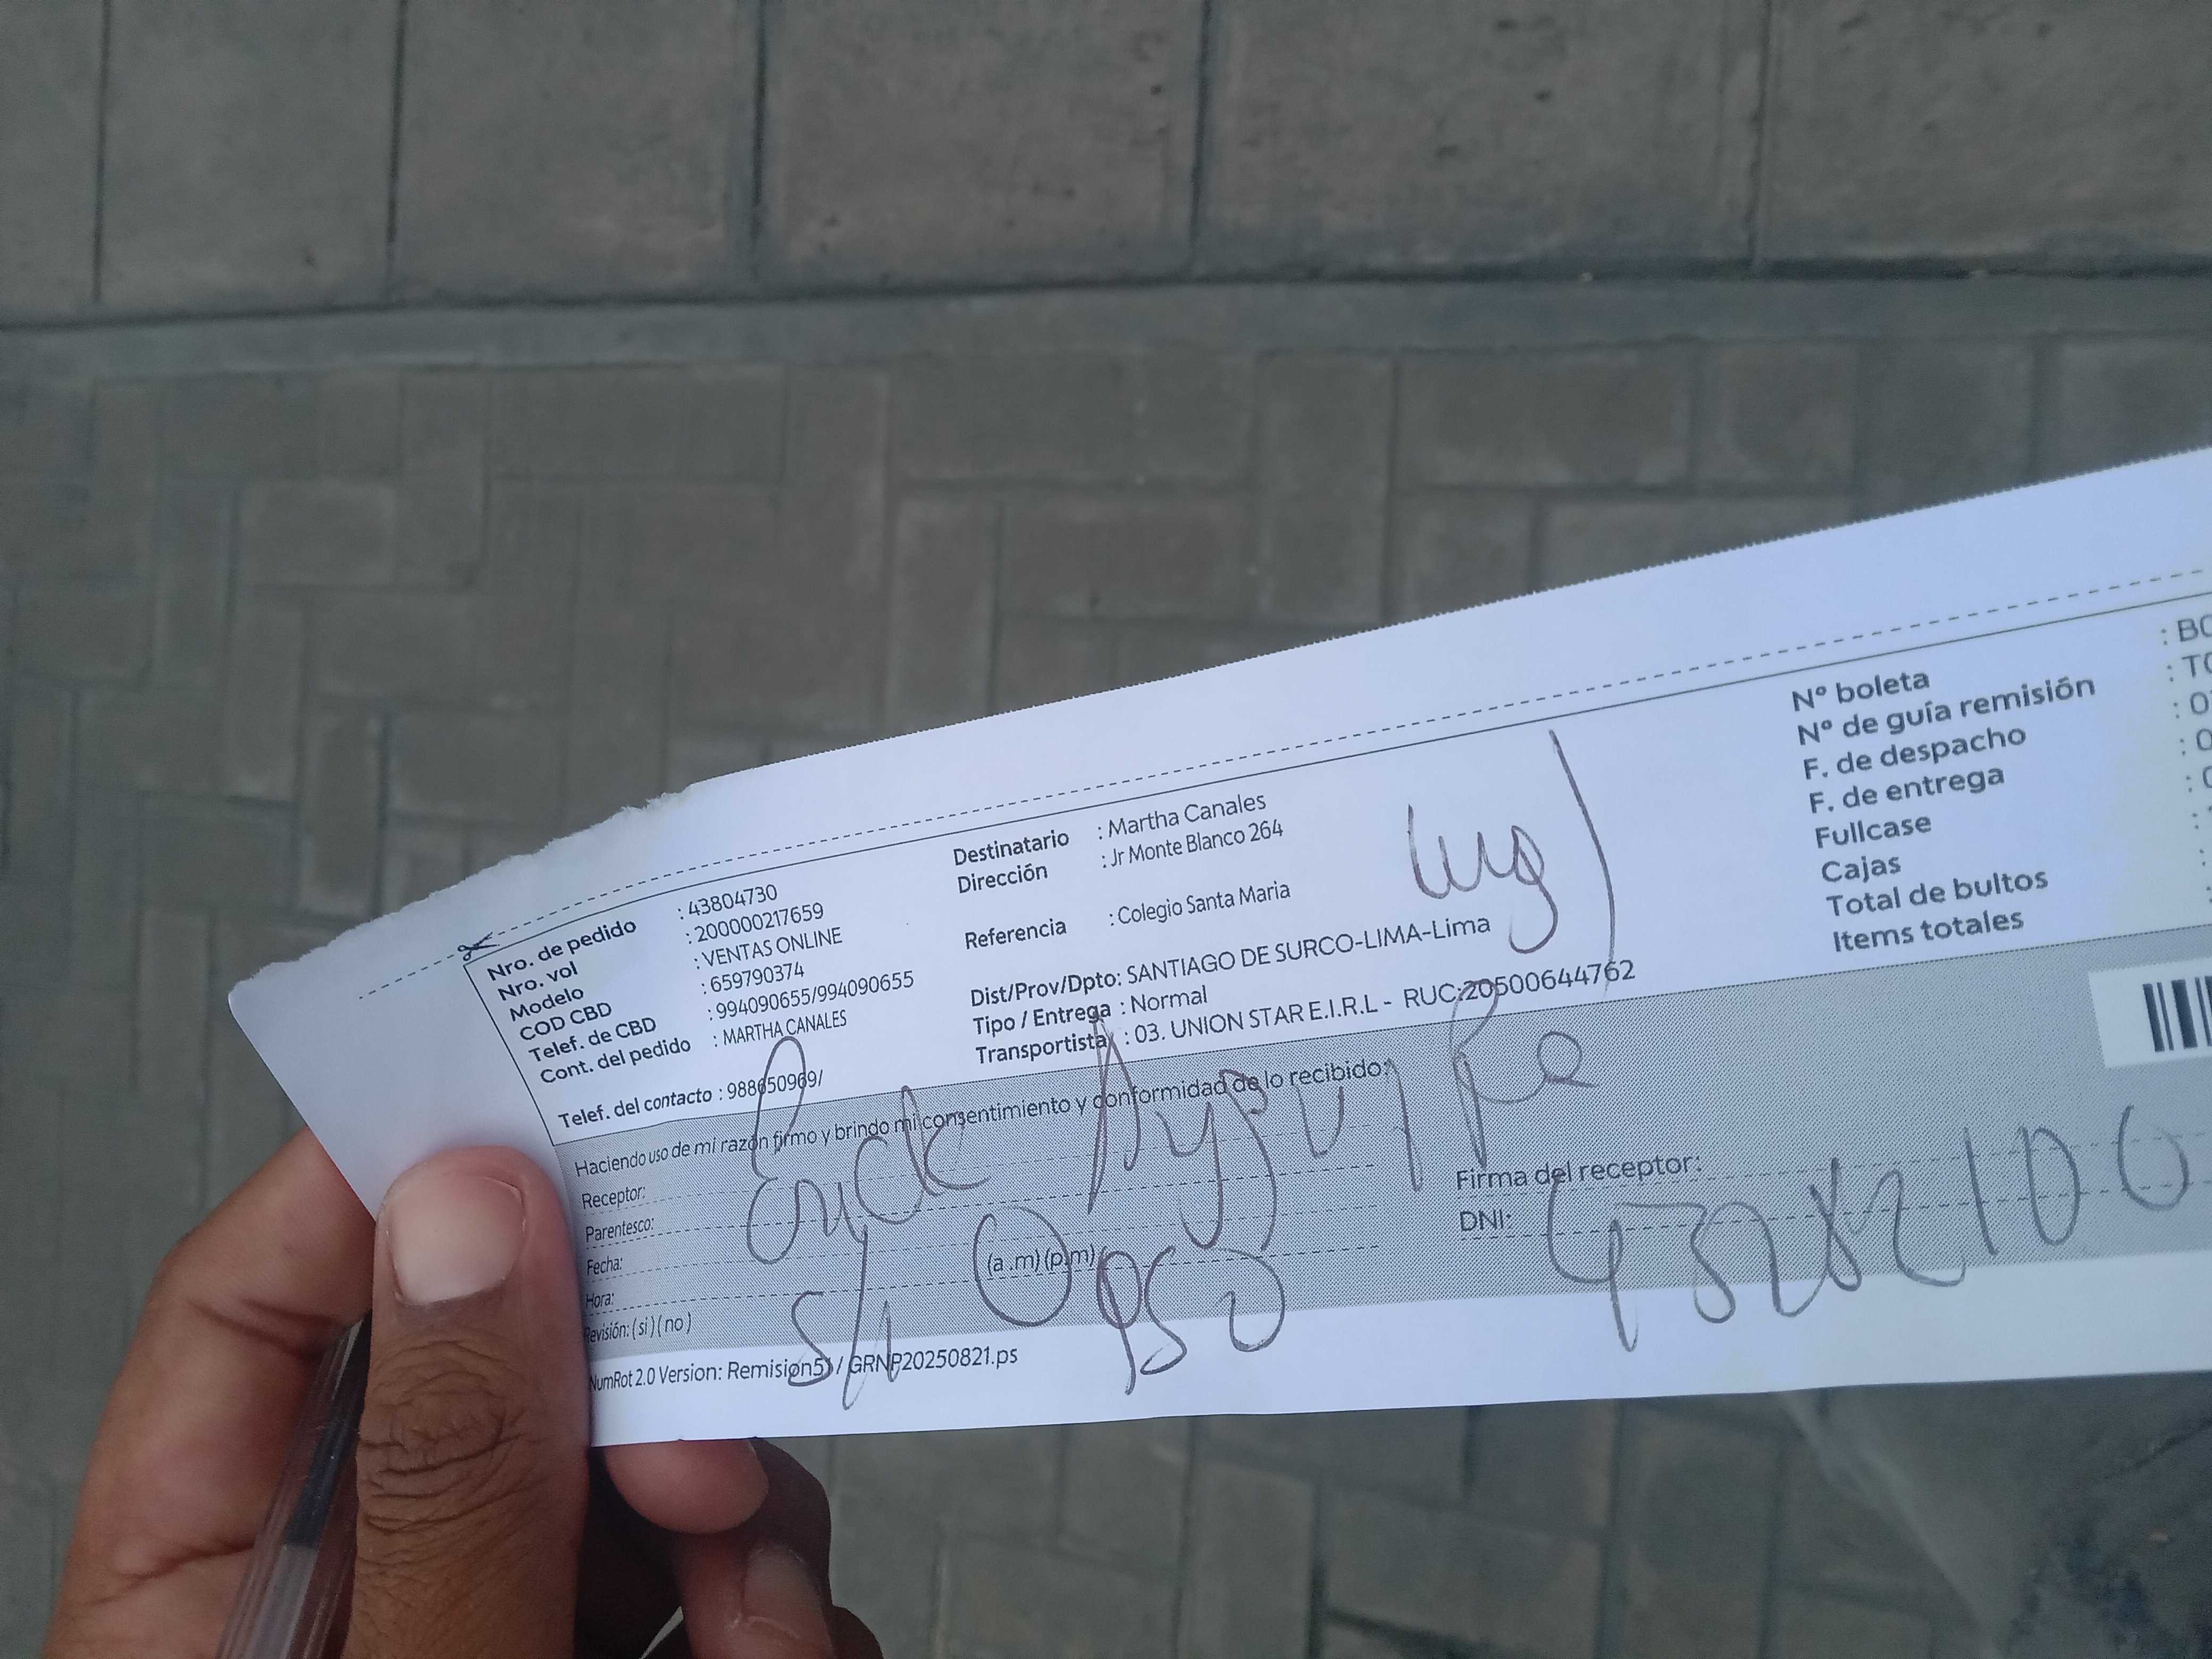 Nro. de pedido : 43804730
Nro. vol : 200000217659
Modelo : VENTAS ONLINE
COD CBD : 659790374
Telef. de CBD : 994090655/994090655
Cont. del pedido : MARTHA CANALES
Telef. del contacto : 988650969/
Destinatario : Martha Canales
Dirección : Jr Monte Blanco 264
Referencia : Colegio Santa Maria
Dist/Prov/Dpto: SANTIAGO DE SURCO-LIMA-Lima
Tipo / Entrega : Normal
Transportista : 03. UNION STAR E.I.R.L - RUC:20500644762
Nº boleta : BO
Nº de guía remisión
F. de despacho : 0
F. de entrega : 0
Fullcase
Cajas :
Total de bultos :
Items totales :
Haciendo uso de mi razón firmo y brindo mi consentimiento y conformidad de lo recibido:
Receptor:
Parentesco:
Fecha:
Hora: (a .m) (p.m)
Revisión: ( si ) ( no )
Firma del receptor:
DNI:
NumRot 2.0 Version: Remision5) / GRNP20250821.ps